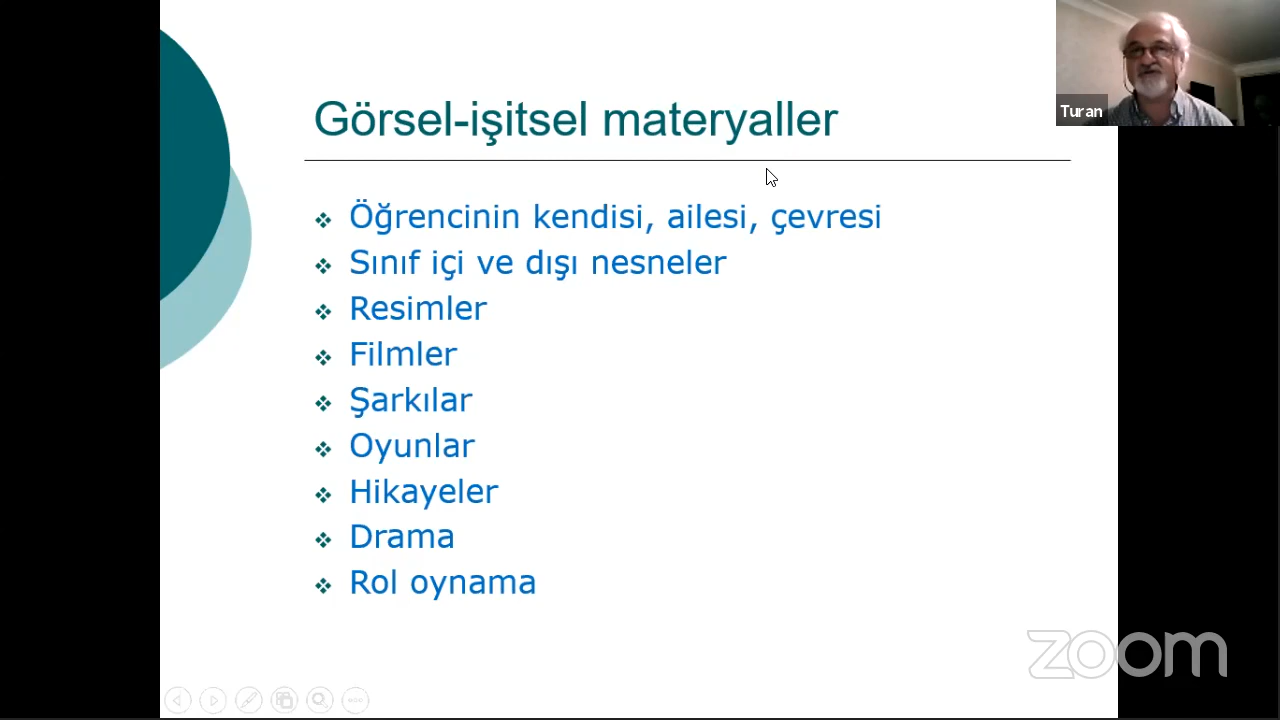 Görsel-işitsel materyaller
Turan
Öğrencinin kendisi, ailesi, çevresi
Sınıf içi ve dışı nesneler
Resimler
Filmler
Şarkılar
Oyunlar
Hikayeler
Drama
Rol oynama
zoom